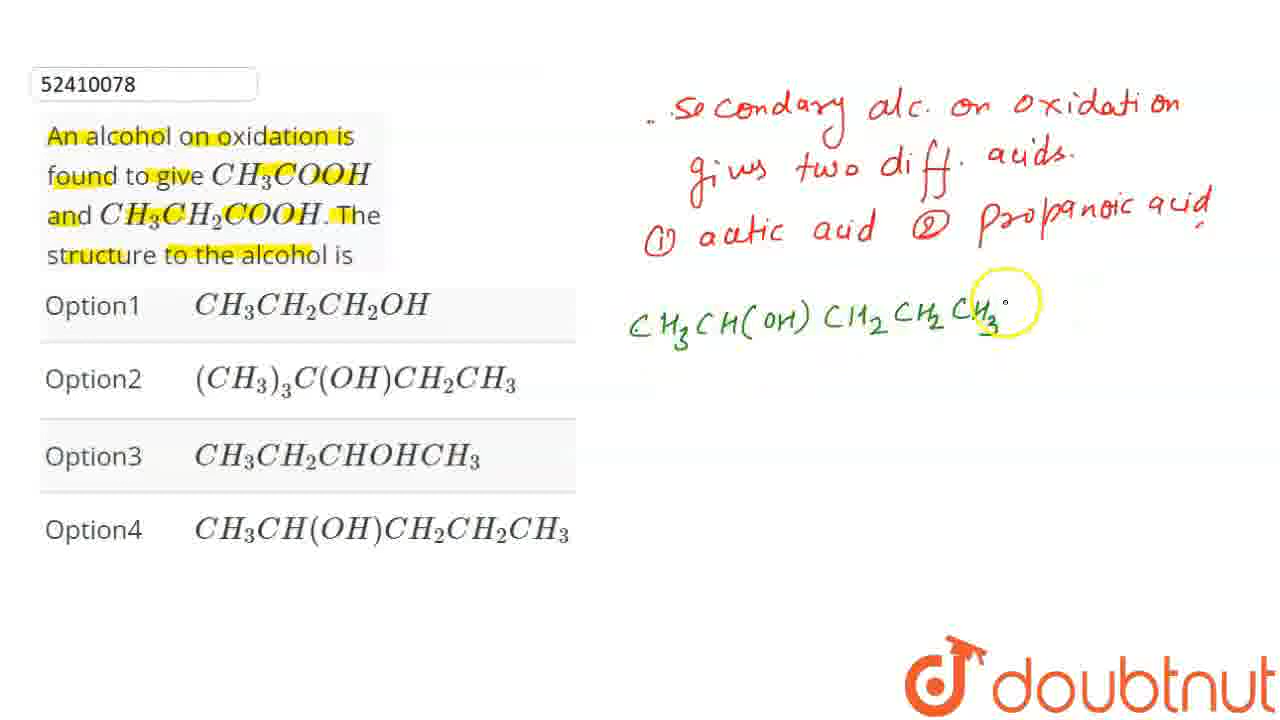 52410078
An alcohol on oxidation is
found to give CH₃COOH
and CH₃CH₂COOH. The
structure to the alcohol is
Option1 CH₃CH₂CH₂OH
Option2 (CH₃)₃C(OH)CH₂CH₃
Option3 CH₃CH₂CHOHCH₃
Option4 CH₃CH(OH)CH₂CH₂CH₃
secondary alc. on oxidation
gives two diff. acids.
① acetic acid ② propanoic acid
CH₃CH(OH)CH₂CH₂CH₃
doubtnut